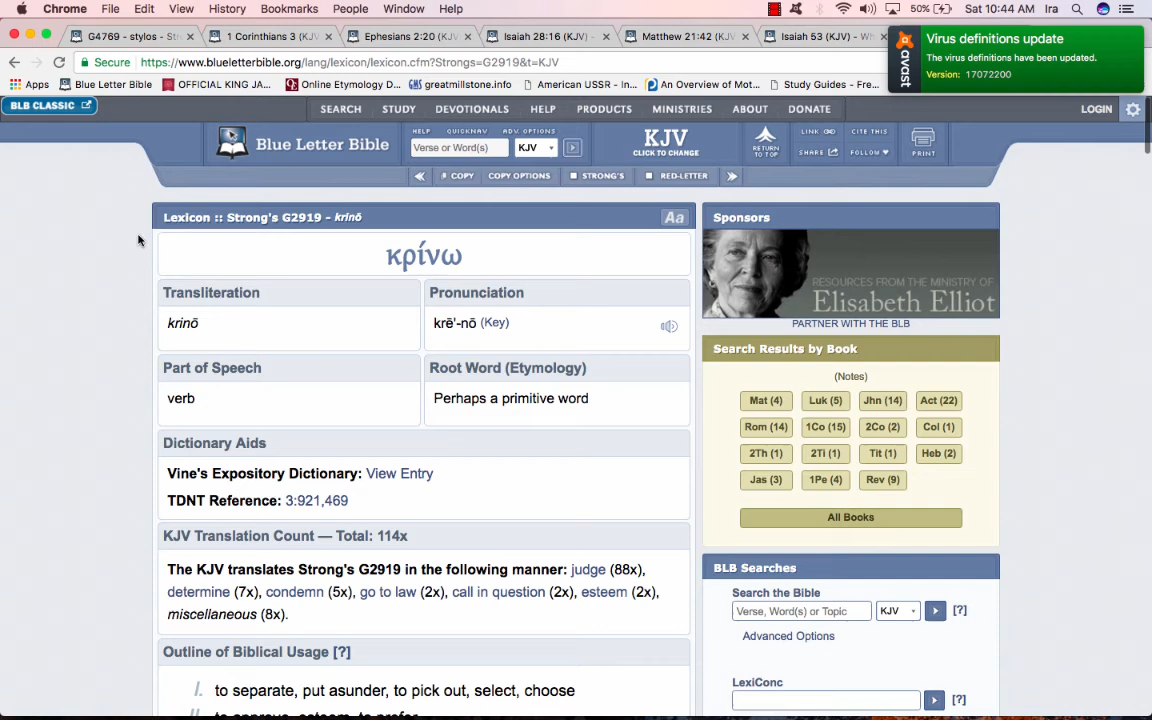 Chrome File Edit View History Bookmarks People Window Help 50% Sat 10:44 AM Ira
G4769 - stylos - St
1 Corinthians 3 (KJV
Ephesians 2:20 (KJV
Isaiah 28:16 (KJV)
Matthew 21:42 (KJV)
Isaiah 53 (KJV) - Wh
avast
Virus definitions update
The virus definitions have been updated.
Version: 17072200
Secure https://www.blueletterbible.org/lang/lexicon/lexicon.cfm?Strongs=G2919&t=KJV
Apps Blue Letter Bible OFFICIAL KING JA... Online Etymology D... greatmillstone.info American USSR - In... An Overview of Mot... Study Guides - Fre...
BLB CLASSIC SEARCH STUDY DEVOTIONALS HELP PRODUCTS MINISTRIES ABOUT DONATE LOGIN
Blue Letter Bible
HELP QUICKNAV ADV. OPTIONS
Verse or Word(s) KJV
KJV
CLICK TO CHANGE
RETURN
TO TOP
LINK CITE THIS
SHARE FOLLOW
PRINT
COPY COPY OPTIONS STRONG'S RED-LETTER
Lexicon :: Strong's G2919 - krinō Aa
κρίνω
Transliteration
krinō
Pronunciation
krē'-nō (Key)
Part of Speech
verb
Root Word (Etymology)
Perhaps a primitive word
Dictionary Aids
Vine's Expository Dictionary: View Entry
TDNT Reference: 3:921,469
KJV Translation Count — Total: 114x
The KJV translates Strong's G2919 in the following manner: judge (88x),
determine (7x), condemn (5x), go to law (2x), call in question (2x), esteem (2x),
miscellaneous (8x).
Outline of Biblical Usage [?]
I. to separate, put asunder, to pick out, select, choose
II. to approve, esteem, to prefer
Sponsors
RESOURCES FROM THE MINISTRY OF
Elisabeth Elliot
PARTNER WITH THE BLB
Search Results by Book
(Notes)
Mat (4) Luk (5) Jhn (14) Act (22)
Rom (14) 1Co (15) 2Co (2) Col (1)
2Th (1) 2Ti (1) Tit (1) Heb (2)
Jas (3) 1Pe (4) Rev (9)
All Books
BLB Searches
Search the Bible
Verse, Word(s) or Topic KJV [?]
Advanced Options
LexiConc
[?]